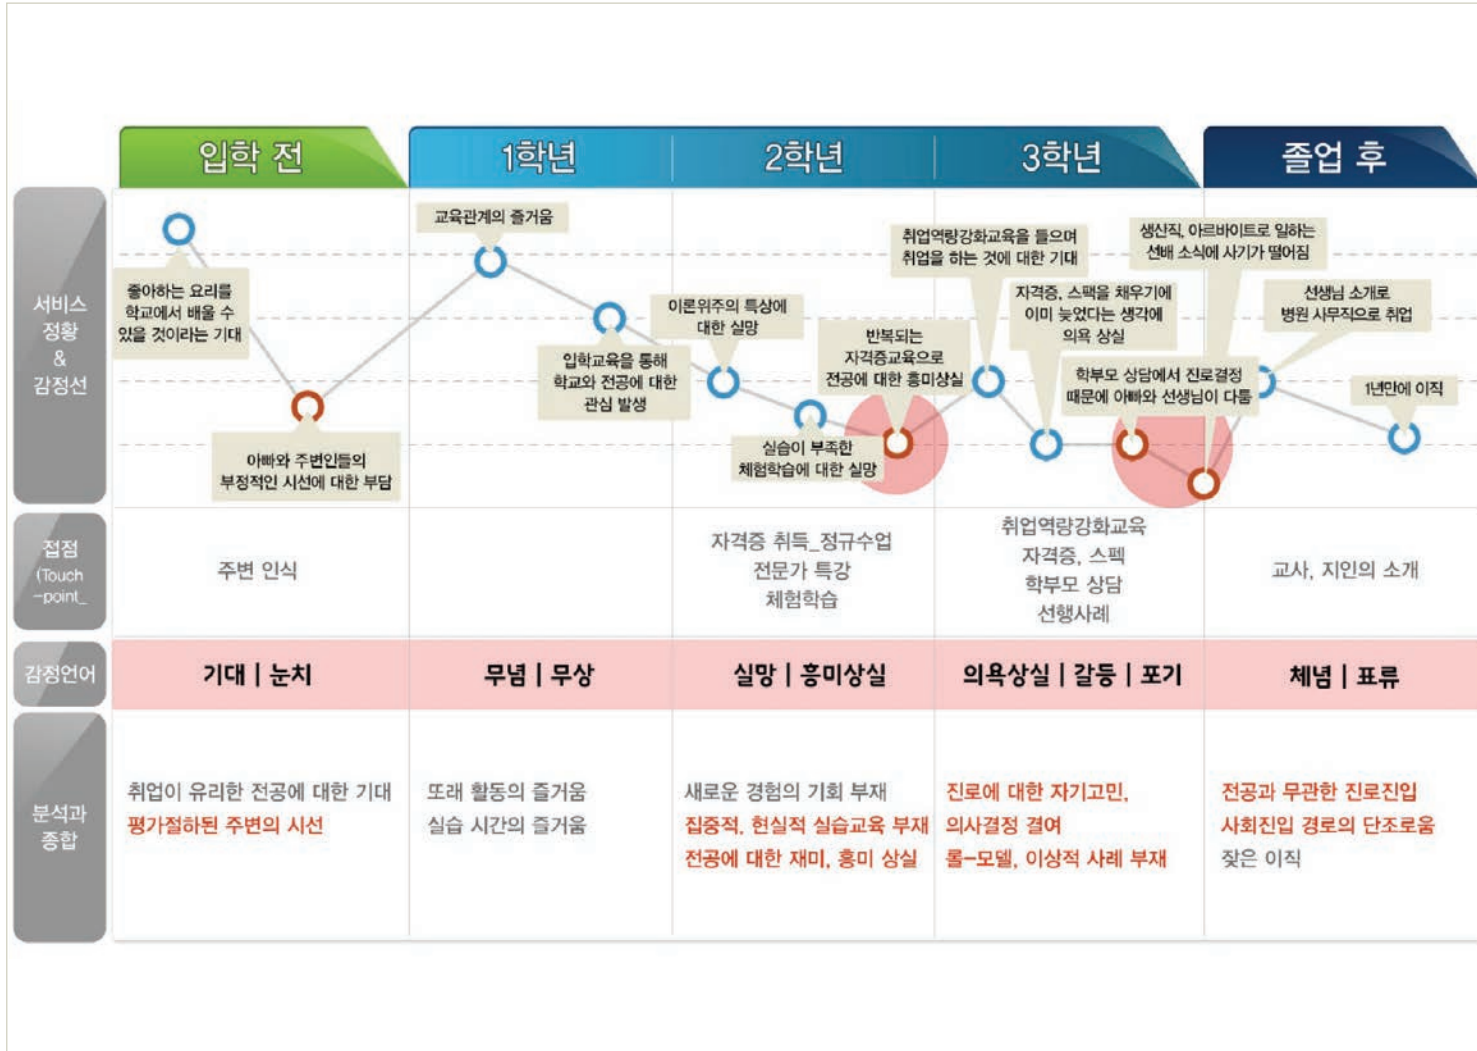 입학 전
1학년
2학년
3학년
졸업 후
서비스
정황
&
감정선
좋아하는 요리를
학교에서 배울 수
있을 것이라는 기대
아빠와 주변인들의
부정적인 시선에 대한 부담
교육관계의 즐거움
입학교육을 통해
학교와 전공에 대한
관심 발생
이론위주의 특상에
대한 실망
실습이 부족한
체험학습에 대한 실망
반복되는
자격증교육으로
전공에 대한 흥미상실
취업역량강화교육을 들으며
취업을 하는 것에 대한 기대
자격증, 스팩을 채우기에
이미 늦었다는 생각에
의욕 상실
학부모 상담에서 진로결정
때문에 아빠와 선생님이 다툼
생산직, 아르바이트로 일하는
선배 소식에 사기가 떨어짐
선생님 소개로
병원 사무직으로 취업
1년만에 이직
접점
(Touch
-point_
주변 인식
자격증 취득_정규수업
전문가 특강
체험학습
취업역량강화교육
자격증, 스펙
학부모 상담
선행사례
교사, 지인의 소개
감정언어
기대 | 눈치
무념 | 무상
실망 | 흥미상실
의욕상실 | 갈등 | 포기
체념 | 표류
분석과
종합
취업이 유리한 전공에 대한 기대
평가절하된 주변의 시선
또래 활동의 즐거움
실습 시간의 즐거움
새로운 경험의 기회 부재
집중적, 현실적 실습교육 부재
전공에 대한 재미, 흥미 상실
진로에 대한 자기고민,
의사결정 결여
롤-모델, 이상적 사례 부재
전공과 무관한 진로진입
사회진입 경로의 단조로움
잦은 이직